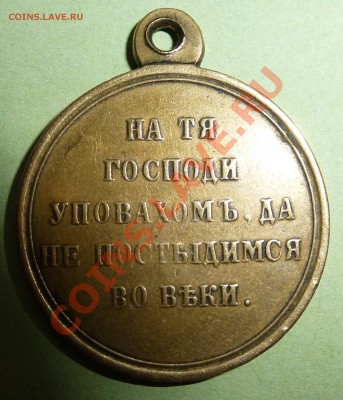 COINS.LAVE.RU
НА ТЯ
ГОСПОДИ
УПОВАХОМЪ, ДА
НЕ ПОСТЫДИМСЯ
ВО ВѢКИ.
COINS.LAVE.RU